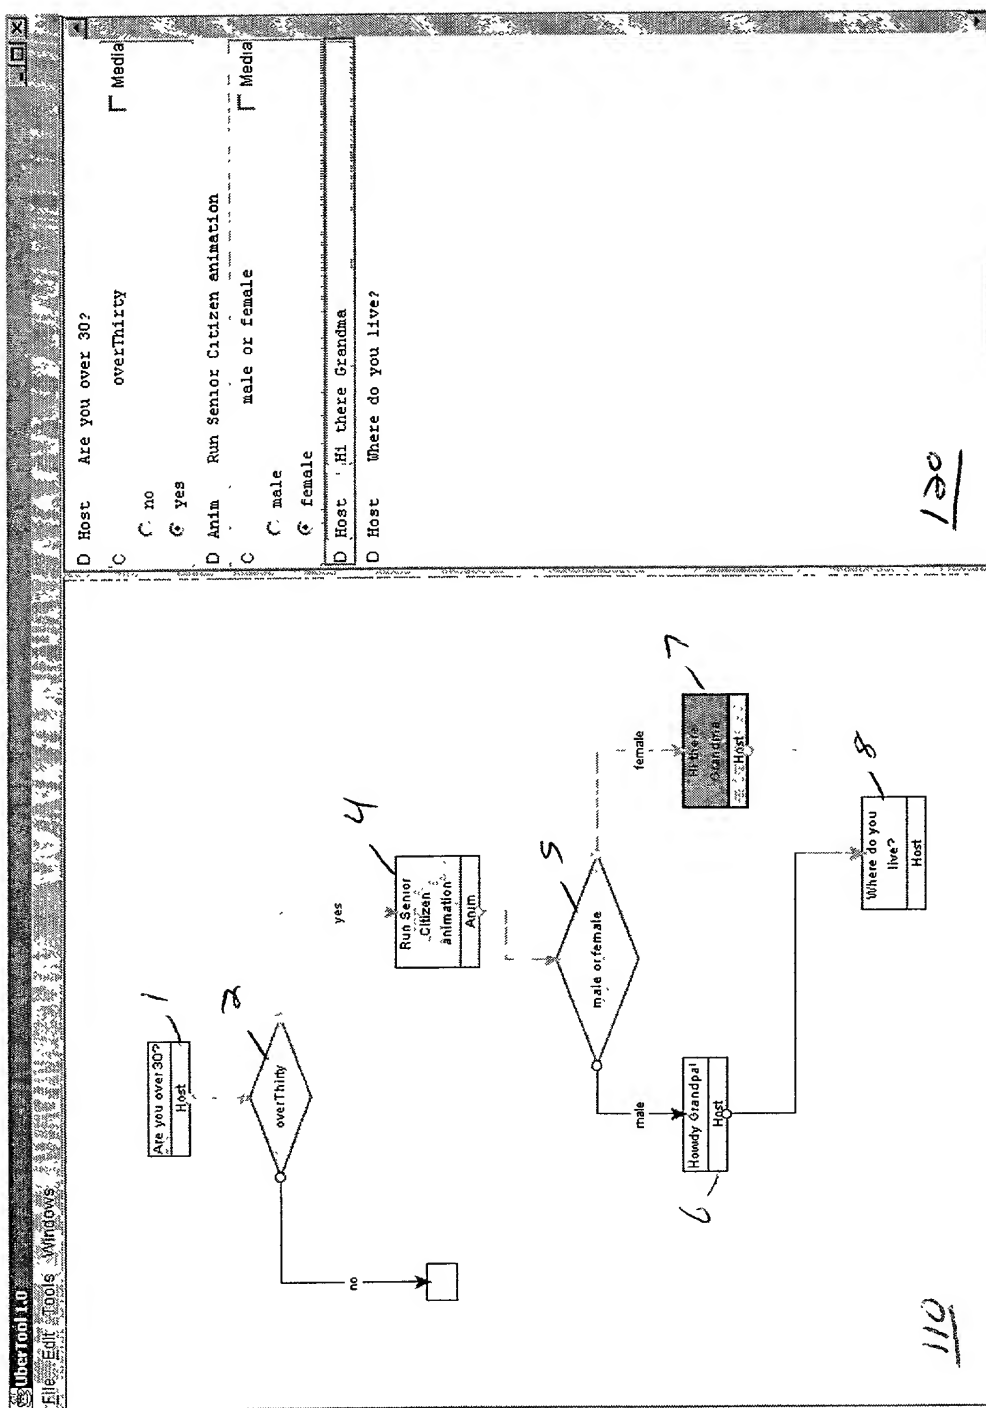 UberTool 1.0
File Edit Tools Windows
Are you over 30?
Host
1
overThirty
2
no
yes
Run Senior
Citizen
animation
Anim
4
male or female
5
male
female
Howdy Grandpa!
Host
6
Hi there
Grandma
Host
7
Where do you
live?
Host
8
110
D Host Are you over 30?
C overThirty Media
no
yes
D Anim Run Senior Citizen animation
C male or female Media
male
female
D Host Hi there Grandma
D Host Where do you live?
120